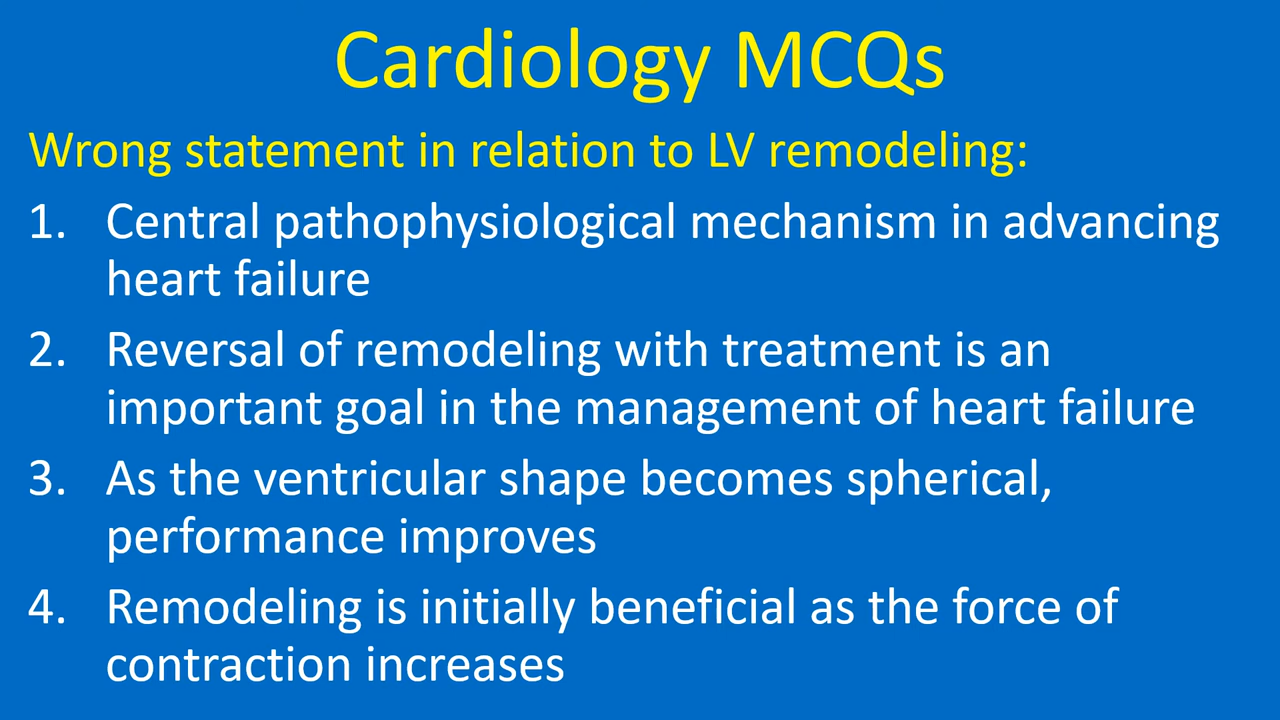 Cardiology MCQs
Wrong statement in relation to LV remodeling:
1. Central pathophysiological mechanism in advancing
heart failure
2. Reversal of remodeling with treatment is an
important goal in the management of heart failure
3. As the ventricular shape becomes spherical,
performance improves
4. Remodeling is initially beneficial as the force of
contraction increases